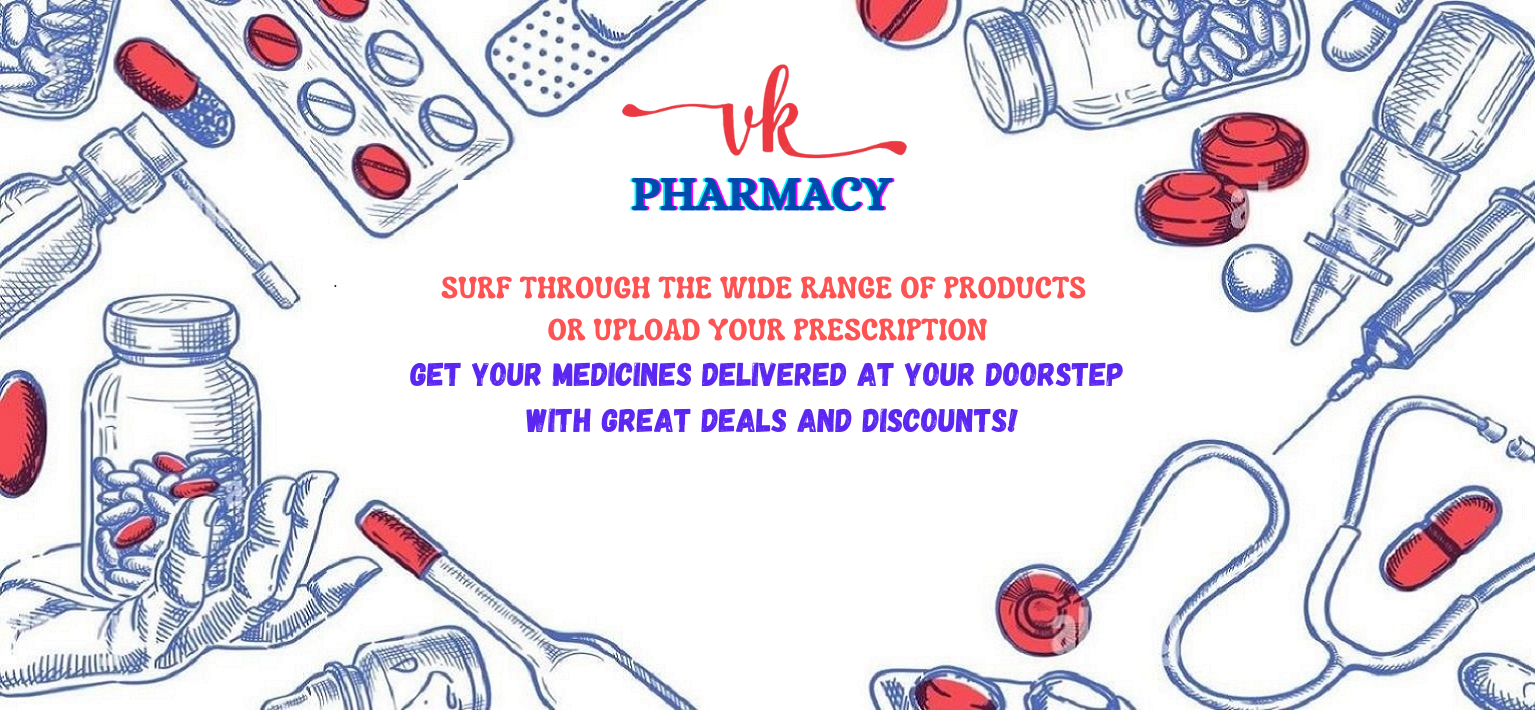 vk
PHARMACY
SURF THROUGH THE WIDE RANGE OF PRODUCTS
OR UPLOAD YOUR PRESCRIPTION
GET YOUR MEDICINES DELIVERED AT YOUR DOORSTEP
WITH GREAT DEALS AND DISCOUNTS!